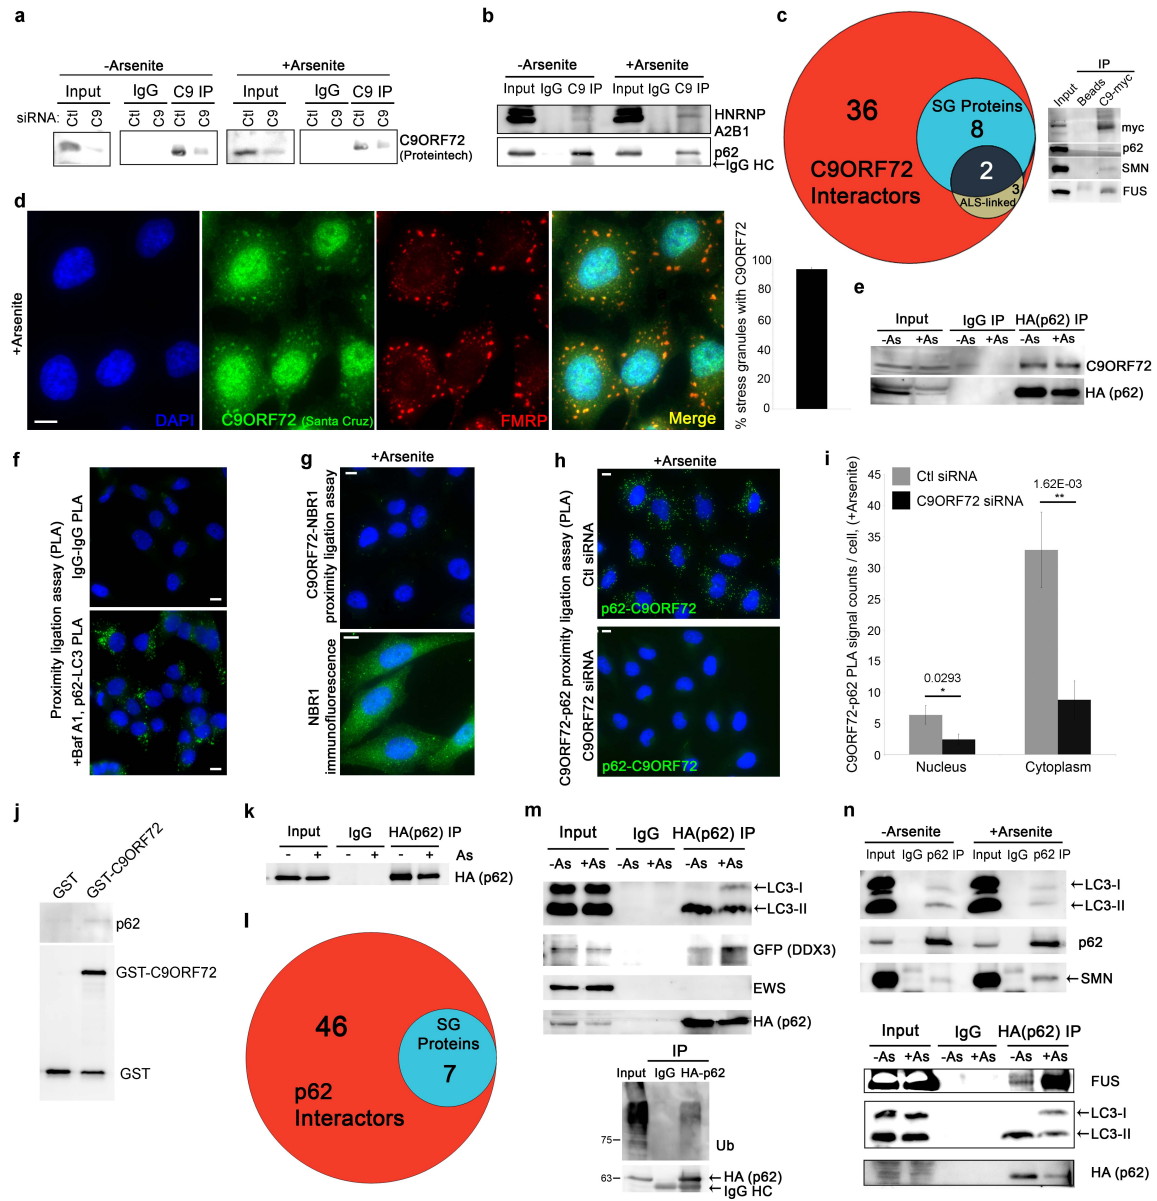 a
-Arsenite
+Arsenite
Input IgG C9 IP Input IgG C9 IP
siRNA: Ctl C9 Ctl C9 Ctl C9 Ctl C9 Ctl C9 Ctl C9
C9ORF72
(Proteintech)
b
-Arsenite
+Arsenite
Input IgG C9 IP Input IgG C9 IP
HNRNP
A2B1
p62
←IgG HC
c
36
C9ORF72
Interactors
SG Proteins
8
2
3
ALS-linked
IP
Input Beads C9-myc
myc
p62
SMN
FUS
d
+Arsenite
DAPI
C9ORF72 (Santa Cruz)
FMRP
Merge
% stress granules with C9ORF72
100
80
60
40
20
0
e
Input IgG IP HA(p62) IP
-As +As -As +As -As +As
C9ORF72
HA (p62)
f
Proximity ligation assay (PLA)
IgG-IgG PLA
+Baf A1, p62-LC3 PLA
g
+Arsenite
C9ORF72-NBR1
proximity ligation assay
NBR1
immunofluorescence
h
+Arsenite
C9ORF72-p62 proximity ligation assay (PLA)
Ctl siRNA
C9ORF72 siRNA
p62-C9ORF72
p62-C9ORF72
i
C9ORF72-p62 PLA signal counts / cell, (+Arsenite)
45
40
35
30
25
20
15
10
5
0
Ctl siRNA
C9ORF72 siRNA
1.62E-03
**
0.0293
*
Nucleus
Cytoplasm
j
GST
GST-C9ORF72
p62
GST-C9ORF72
GST
k
Input IgG HA(p62) IP
- + - + - + As
HA (p62)
l
46
p62
Interactors
SG
Proteins
7
m
Input IgG HA(p62) IP
-As +As -As +As -As +As
←LC3-I
←LC3-II
GFP (DDX3)
EWS
HA (p62)
IP
Input IgG HA-p62
75
Ub
63
←HA (p62)
←IgG HC
n
-Arsenite
+Arsenite
Input IgG p62 IP Input IgG p62 IP
←LC3-I
←LC3-II
p62
←SMN
Input IgG HA(p62) IP
-As +As -As +As -As +As
FUS
←LC3-I
←LC3-II
HA (p62)